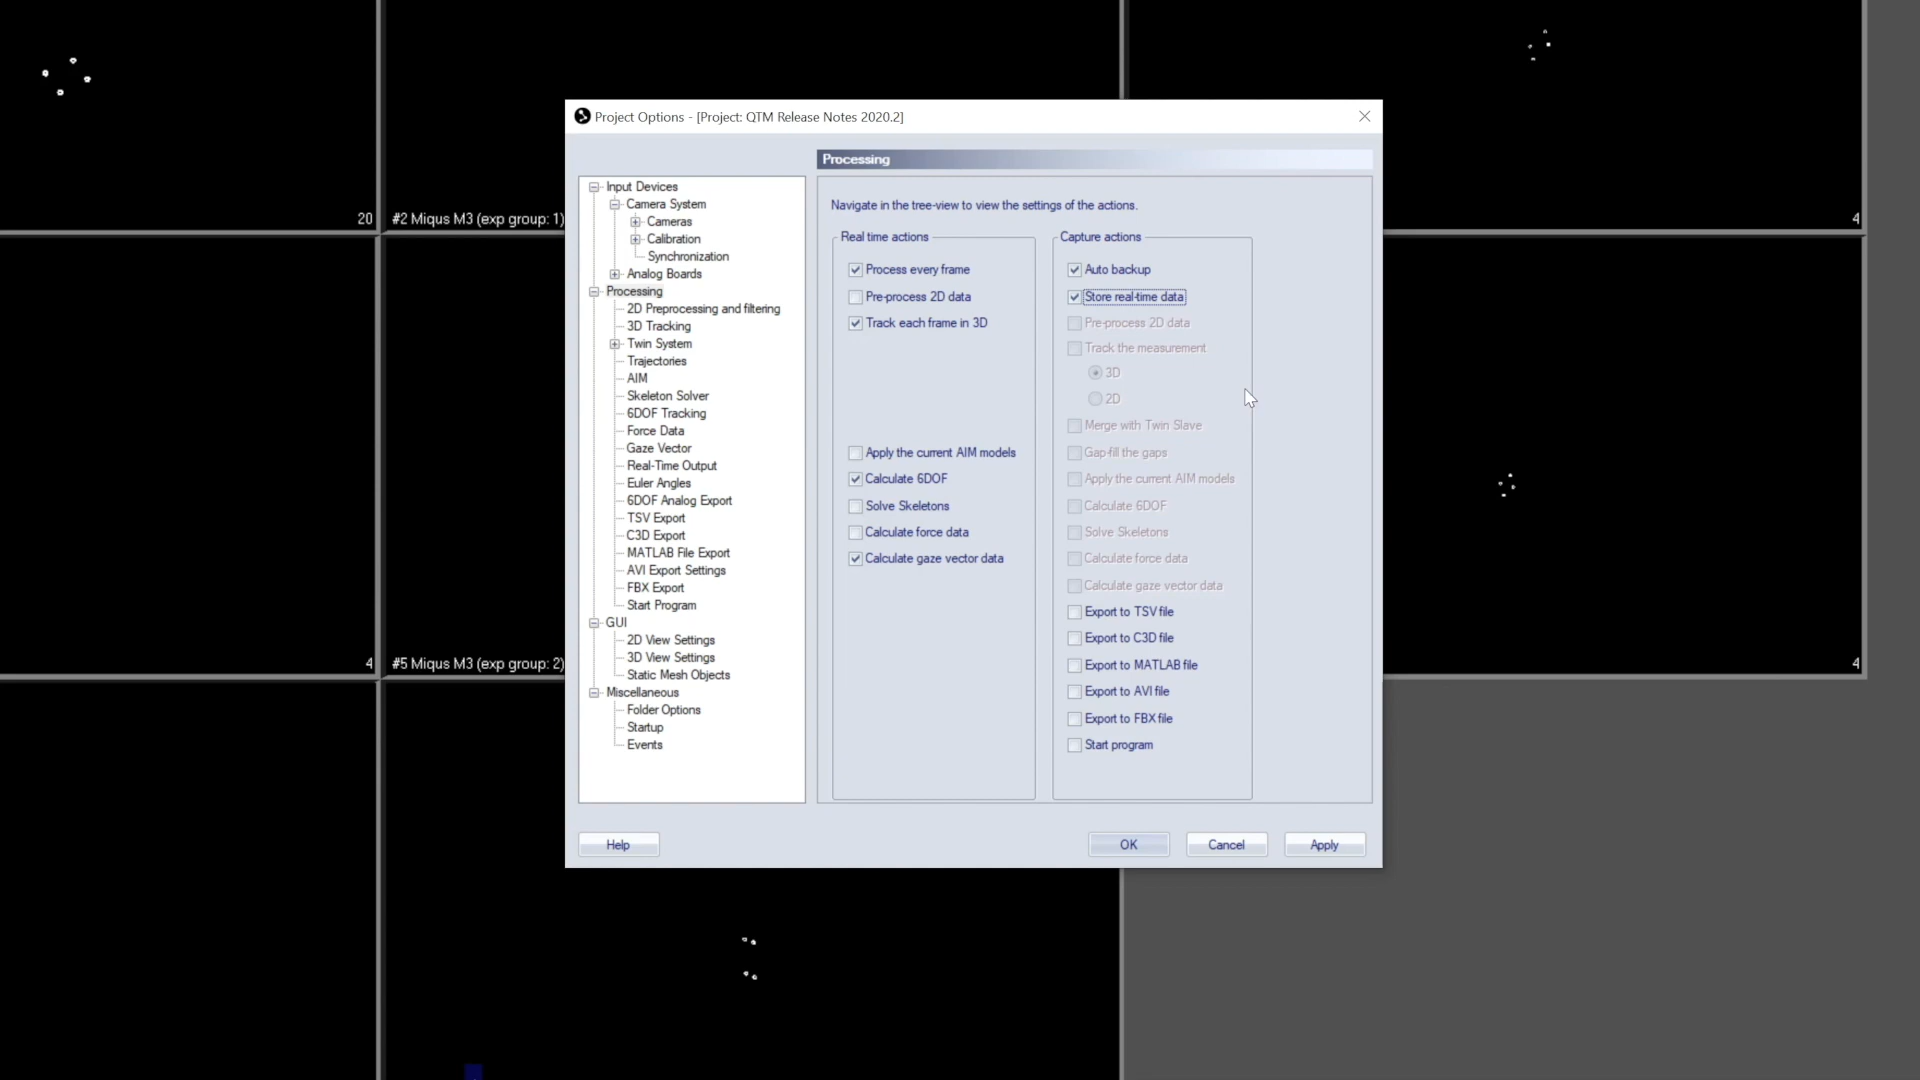 Project Options - [Project: QTM Release Notes 2020.2]
Processing
Input Devices
Camera System
Cameras
Calibration
Synchronization
Analog Boards
Processing
2D Preprocessing and filtering
3D Tracking
Twin System
Trajectories
AIM
Skeleton Solver
6DOF Tracking
Force Data
Gaze Vector
Real-Time Output
Euler Angles
6DOF Analog Export
TSV Export
C3D Export
MATLAB File Export
AVI Export Settings
FBX Export
Start Program
GUI
2D View Settings
3D View Settings
Static Mesh Objects
Miscellaneous
Folder Options
Startup
Events
Navigate in the tree-view to view the settings of the actions.
Real time actions
Process every frame
Pre-process 2D data
Track each frame in 3D
Apply the current AIM models
Calculate 6DOF
Solve Skeletons
Calculate force data
Calculate gaze vector data
Capture actions
Auto backup
Store real-time data
Pre-process 2D data
Track the measurement
3D
2D
Merge with Twin Slave
Gap-fill the gaps
Apply the current AIM models
Calculate 6DOF
Solve Skeletons
Calculate force data
Calculate gaze vector data
Export to TSV file
Export to C3D file
Export to MATLAB file
Export to AVI file
Export to FBX file
Start program
Help
OK
Cancel
Apply
20
#2 Miqus M3 (exp group: 1)
4
4
#5 Miqus M3 (exp group: 2)
4